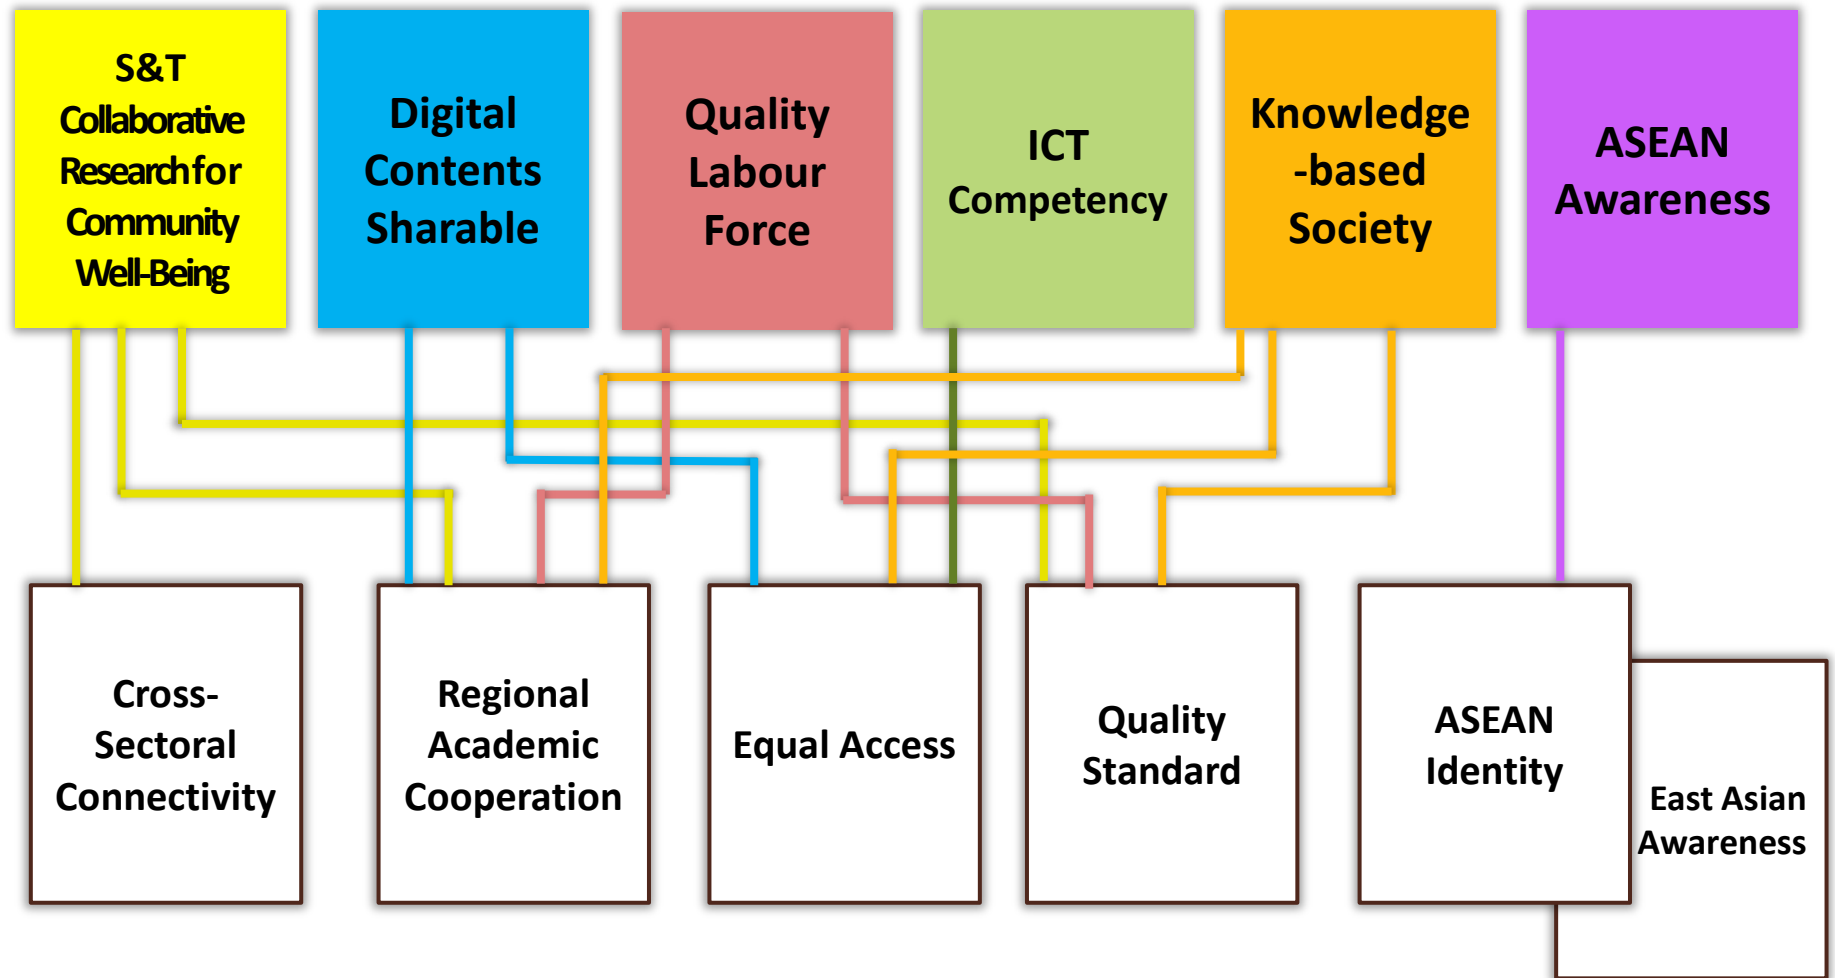 S&T
Collaborative
Research for
Community
Well-Being
Digital
Contents
Sharable
Quality
Labour
Force
ICT
Competency
Knowledge
-based
Society
ASEAN
Awareness
Cross-
Sectoral
Connectivity
Regional
Academic
Cooperation
Equal Access
Quality
Standard
ASEAN
Identity
East Asian
Awareness